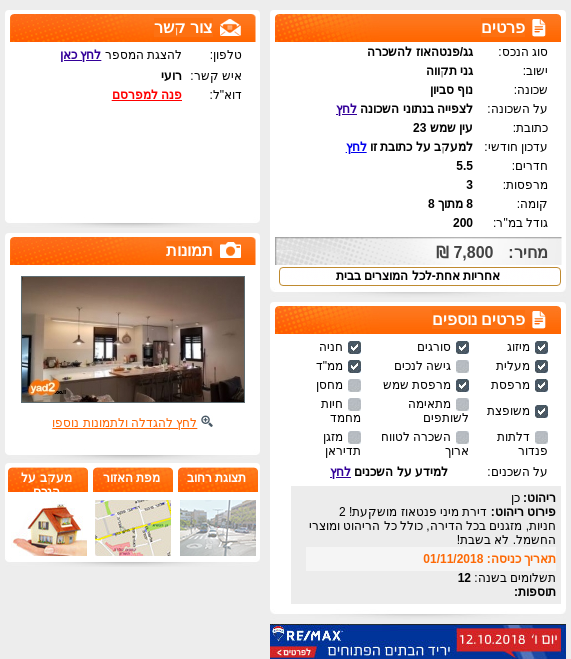 פרטים
סוג הנכס: גג/פנטהאוז להשכרה
ישוב: גני תקווה
שכונה: נוף סביון
על השכונה: לצפייה בנתוני השכונה לחץ
כתובת: עין שמש 23
עדכון חודשי: למעקב על כתובת זו לחץ
חדרים: 5.5
מרפסות: 3
קומה: 8 מתוך 8
גודל במ"ר: 200
מחיר: 7,800 ₪
אחריות אחת-לכל המוצרים בבית
פרטים נוספים
מיזוג סורגים חניה
מעלית גישה לנכים ממ"ד
מרפסת מרפסת שמש מחסן
משופצת מתאימה לשותפים חיות מחמד
דלתות פנדור השכרה לטווח ארוך מזגן תדיראן
על השכנים: למידע על השכנים לחץ
ריהוט: כן
פירוט ריהוט: דירת מיני פנטאוז מושקעת! 2
חניות, מזגנים בכל הדירה, כולל כל הריהוט ומוצרי
החשמל. לא בשבת!
תאריך כניסה: 01/11/2018
תשלומים בשנה: 12
תוספות:
RE/MAX
יום ו' 12.10.2018
יריד הבתים הפתוחים
לפרטים >
צור קשר
טלפון: להצגת המספר לחץ כאן
איש קשר: רועי
דוא"ל: פנה למפרסם
תמונות
yad2
לחץ להגדלה ולתמונות נוספו
תצוגת רחוב
מפת האזור
מעקב על